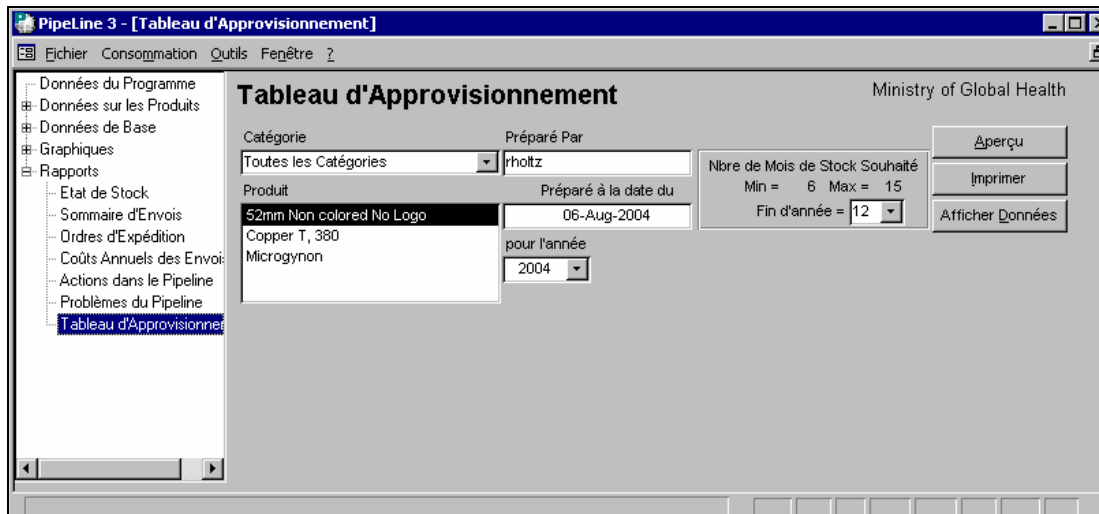 PipeLine 3 - [Tableau d'Approvisionnement]
Fichier Consommation Outils Fenêtre ?
Données du Programme
Données sur les Produits
Données de Base
Graphiques
Rapports
Etat de Stock
Sommaire d'Envois
Ordres d'Expédition
Coûts Annuels des Envoi
Actions dans le Pipeline
Problèmes du Pipeline
Tableau d'Approvisionne
Tableau d'Approvisionnement
Ministry of Global Health
Catégorie
Toutes les Catégories
Produit
52mm Non colored No Logo
Copper T, 380
Microgynon
Préparé Par
rholtz
Préparé à la date du
06-Aug-2004
pour l'année
2004
Nbre de Mois de Stock Souhaité
Min = 6 Max = 15
Fin d'année = 12
Aperçu
Imprimer
Afficher Données